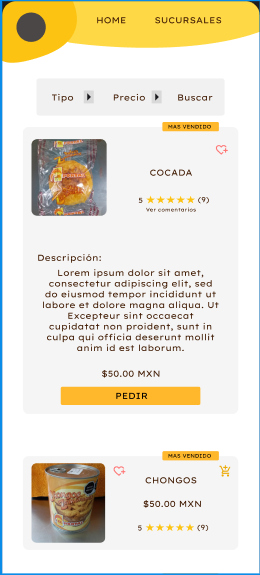 HOME SUCURSALES
Tipo Precio Buscar
MAS VENDIDO
COCADA
5 (9)
Ver comentarios
Descripción:
Lorem ipsum dolor sit amet,
consectetur adipiscing elit, sed
do eiusmod tempor incididunt ut
labore et dolore magna aliqua. Ut
Excepteur sint occaecat
cupidatat non proident, sunt in
culpa qui officia deserunt mollit
anim id est laborum.
$50.00 MXN
PEDIR
MAS VENDIDO
CHONGOS
$50.00 MXN
5 (9)